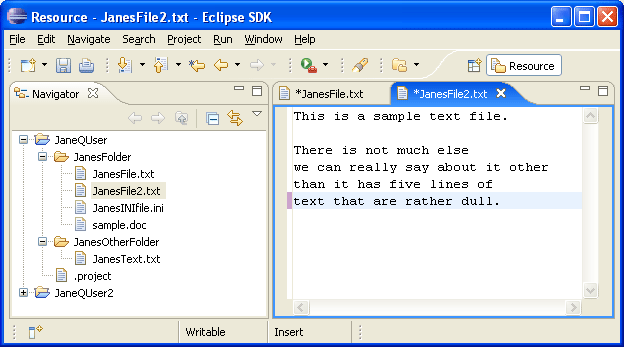 Resource - JanesFile2.txt - Eclipse SDK
File Edit Navigate Search Project Run Window Help
Resource
Navigator
JaneQUser
JanesFolder
JanesFile.txt
JanesFile2.txt
JanesINIfile.ini
sample.doc
JanesOtherFolder
JanesText.txt
.project
JaneQUser2
*JanesFile.txt *JanesFile2.txt
This is a sample text file.
There is not much else
we can really say about it other
than it has five lines of
text that are rather dull.
Writable Insert